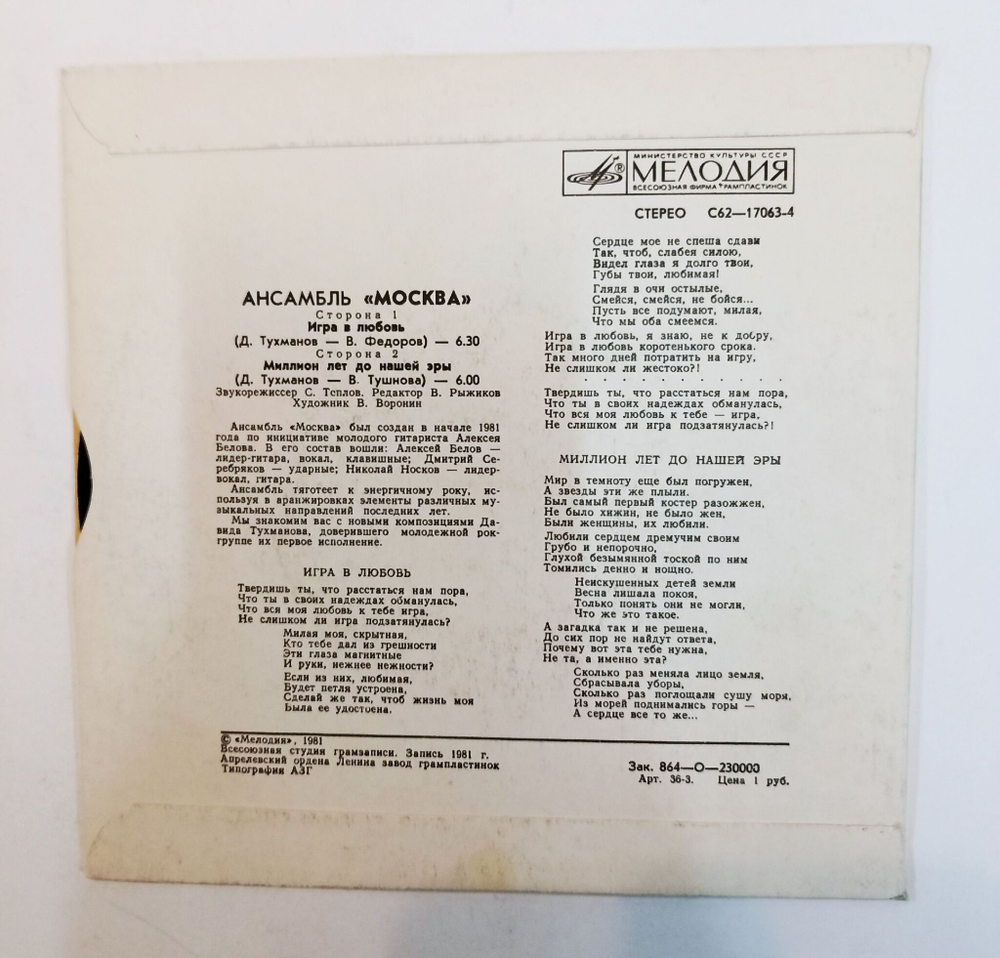 МИНИСТЕРСТВО КУЛЬТУРЫ СССР
МЕЛОДИЯ
ВСЕСОЮЗНАЯ ФИРМА ГРАМПЛАСТИНОК
СТЕРЕО С62—17063-4
АНСАМБЛЬ «МОСКВА»
Сторона 1
Игра в любовь
(Д. Тухманов — В. Федоров) — 6.30
Сторона 2
Миллион лет до нашей эры
(Д. Тухманов — В. Тушнова) — 6.00
Звукорежиссер С. Теплов. Редактор В. Рыжиков
Художник В. Воронин
Ансамбль «Москва» был создан в начале 1981
года по инициативе молодого гитариста Алексея
Белова. В его состав вошли: Алексей Белов —
лидер-гитара, вокал, клавишные; Дмитрий Се-
ребряков — ударные; Николай Носков — лидер-
вокал, гитара.
Ансамбль тяготеет к энергичному року, ис-
пользуя в аранжировках элементы различных му-
зыкальных направлений последних лет.
Мы знакомим вас с новыми композициями Да-
вида Тухманова, доверившего молодежной рок-
группе их первое исполнение.
ИГРА В ЛЮБОВЬ
Твердишь ты, что расстаться нам пора,
Что ты в своих надеждах обманулась,
Что вся моя любовь к тебе игра,
Не слишком ли игра подзатянулась?
Милая моя, скрытная,
Кто тебе дал из грешности
Эти глаза магнитные
И руки, нежнее нежности?
Если из них, любимая,
Будет петля устроена,
Сделай же так, чтоб жизнь моя
Была ее удостоена.
Сердце мое не спеша сдави
Так, чтоб, слабея силою,
Видел глаза я долго твои,
Губы твои, любимая!
Глядя в очи остылые,
Смейся, смейся, не бойся...
Пусть все подумают, милая,
Что мы оба смеемся.
Игра в любовь, я знаю, не к добру,
Игра в любовь коротенького срока.
Так много дней потратить на игру,
Не слишком ли жестоко?!
. . . . . . . . . . . .
Твердишь ты, что расстаться нам пора,
Что ты в своих надеждах обманулась,
Что вся моя любовь к тебе — игра,
Не слишком ли игра подзатянулась?!
МИЛЛИОН ЛЕТ ДО НАШЕЙ ЭРЫ
Мир в темноту еще был погружен,
А звезды эти же плыли.
Был самый первый костер разожжен,
Не было хижин, не было жен,
Были женщины, их любили.
Любили сердцем дремучим своим
Грубо и непорочно,
Глухой безымянной тоской по ним
Томились денно и нощно.
Неискушенных детей земли
Весна лишала покоя,
Только понять они не могли,
Что же это такое.
А загадка так и не решена,
До сих пор не найдут ответа,
Почему вот эта тебе нужна,
Не та, а именно эта?
Сколько раз меняла лицо земля,
Сбрасывала уборы,
Сколько раз поглощали сушу моря,
Из морей поднимались горы —
А сердце все то же...
© «Мелодия», 1981
Всесоюзная студия грамзаписи. Запись 1981 г.
Апрелевский ордена Ленина завод грампластинок
Типография АЗГ
Зак. 864—О—230000
Арт. 36-3. Цена 1 руб.